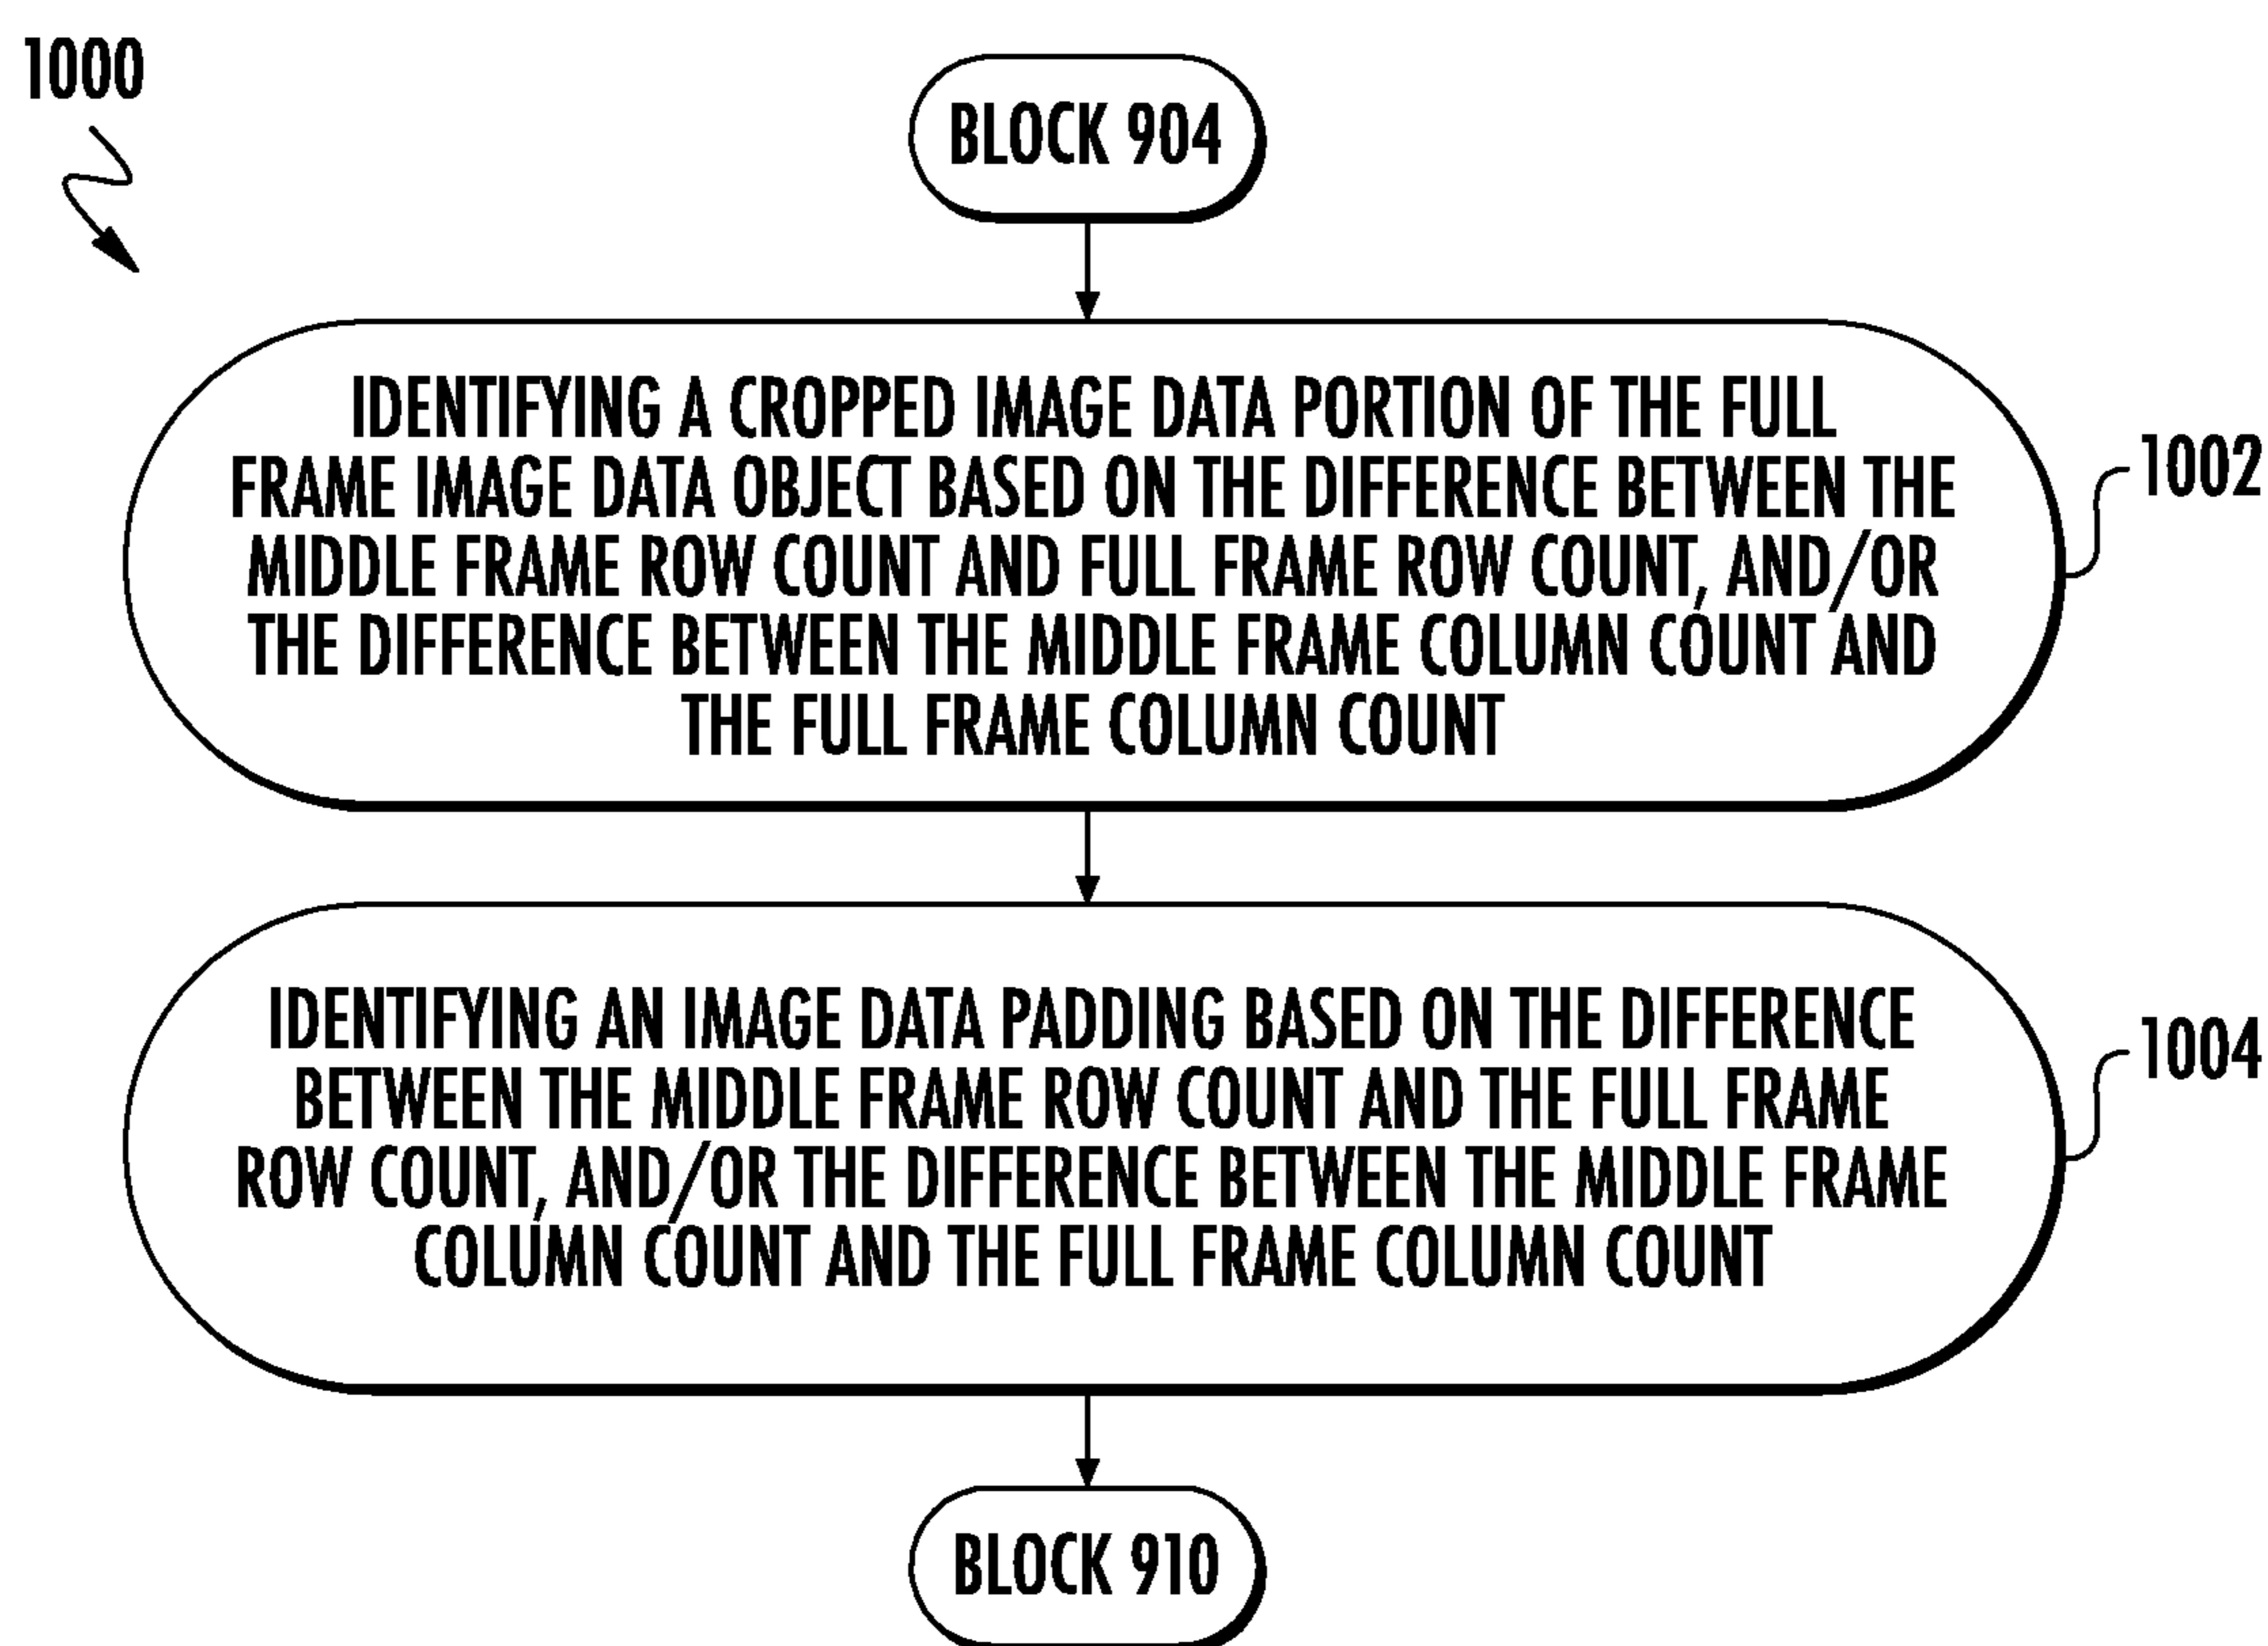 1000
BLOCK 904
IDENTIFYING A CROPPED IMAGE DATA PORTION OF THE FULL
FRAME IMAGE DATA OBJECT BASED ON THE DIFFERENCE BETWEEN THE
MIDDLE FRAME ROW COUNT AND FULL FRAME ROW COUNT, AND/OR
THE DIFFERENCE BETWEEN THE MIDDLE FRAME COLUMN COUNT AND
THE FULL FRAME COLUMN COUNT
1002
IDENTIFYING AN IMAGE DATA PADDING BASED ON THE DIFFERENCE
BETWEEN THE MIDDLE FRAME ROW COUNT AND THE FULL FRAME
ROW COUNT, AND/OR THE DIFFERENCE BETWEEN THE MIDDLE FRAME
COLUMN COUNT AND THE FULL FRAME COLUMN COUNT
1004
BLOCK 910